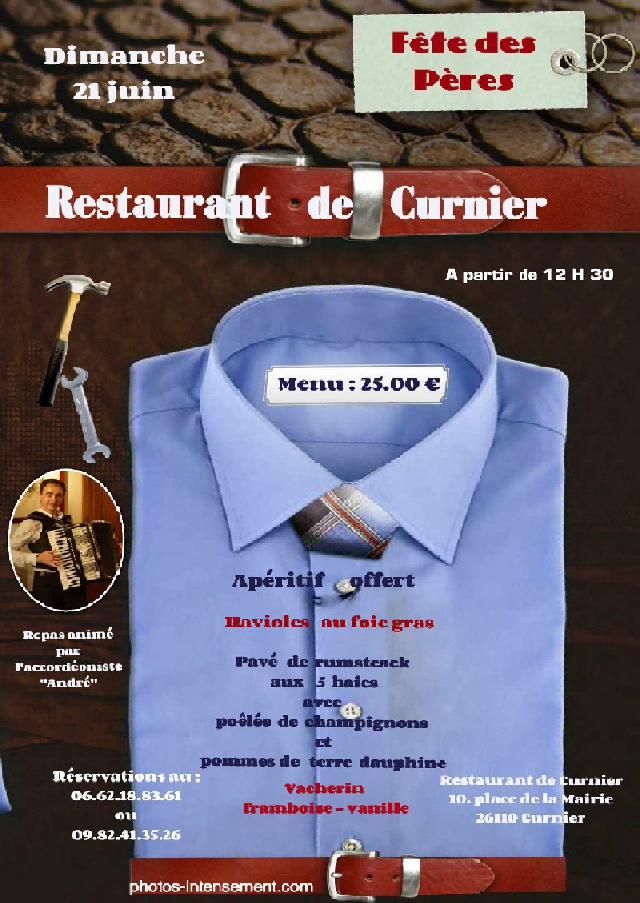 Dimanche
21 juin
Fête des
Pères
Restaurant de Curnier
A partir de 12 H 30
Menu : 25.00 €
Apéritif offert
Ravioles au foie gras
Pavé de rumsteack
aux 5 baies
avec
poêlés de champignons
et
pommes de terre dauphine
Vacherin
framboise - vanille
Repas animé
par
l'accordéoniste
"André"
Réservations au :
06.62.18.83.61
ou
09.82.41.35.26
Restaurant de Curnier
10. place de la Mairie
26110 Curnier
photos-intensement.com